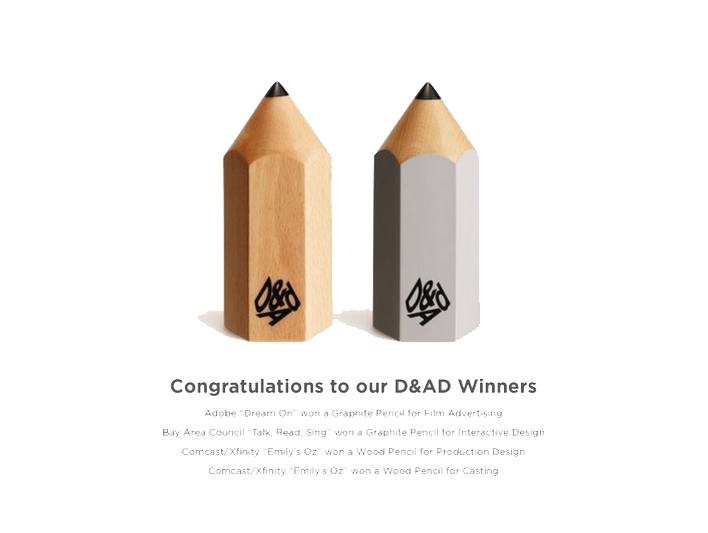 D&AD
D&AD
Congratulations to our D&AD Winners
Adobe "Dream On" won a Graphite Pencil for Film Advertising
Bay Area Council "Talk, Read, Sing" won a Graphite Pencil for Interactive Design
Comcast/Xfinity "Emily's Oz" won a Wood Pencil for Production Design
Comcast/Xfinity "Emily's Oz" won a Wood Pencil for Casting